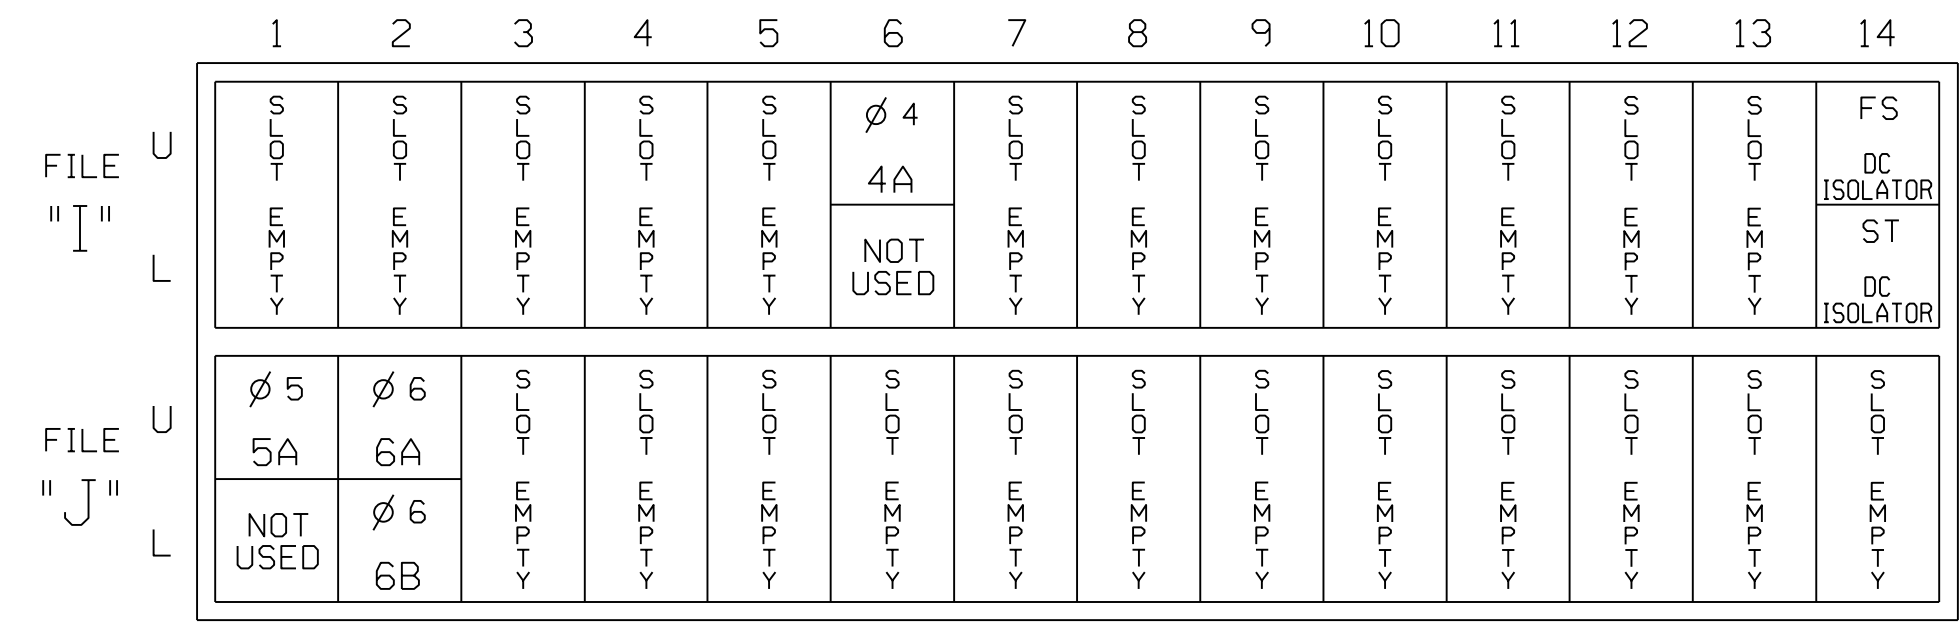 1 2 3 4 5 6 7 8 9 10 11 12 13 14
FILE
"I"
U
L
SLOT EMPTY
SLOT EMPTY
SLOT EMPTY
SLOT EMPTY
SLOT EMPTY
Ø 4
4A
NOT
USED
SLOT EMPTY
SLOT EMPTY
SLOT EMPTY
SLOT EMPTY
SLOT EMPTY
SLOT EMPTY
SLOT EMPTY
FS
DC
ISOLATOR
ST
DC
ISOLATOR
FILE
"J"
U
L
Ø 5
5A
NOT
USED
Ø 6
6A
Ø 6
6B
SLOT EMPTY
SLOT EMPTY
SLOT EMPTY
SLOT EMPTY
SLOT EMPTY
SLOT EMPTY
SLOT EMPTY
SLOT EMPTY
SLOT EMPTY
SLOT EMPTY
SLOT EMPTY
SLOT EMPTY